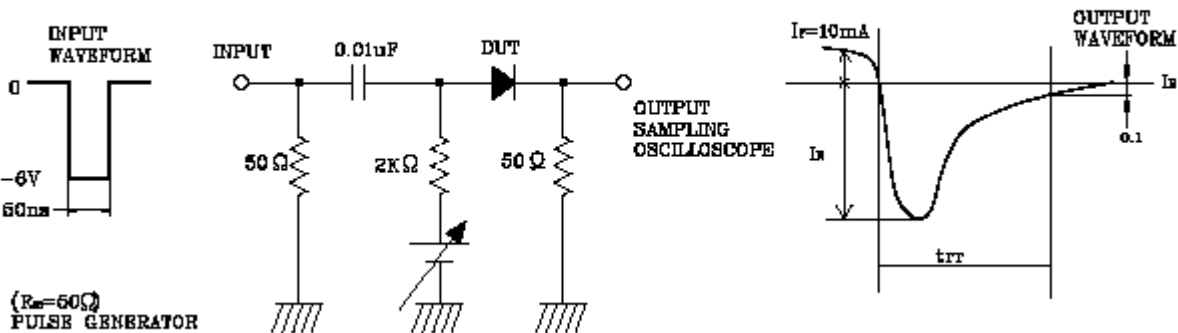 INPUT
WAVEFORM
0
-6V
50ns
(Rs=50Ω)
PULSE GENERATOR
INPUT
0.01uF
DUT
50Ω
2KΩ
50Ω
OUTPUT
SAMPLING
OSCILLOSCOPE
IF=10mA
OUTPUT
WAVEFORM
IR
IR
0.1
trr